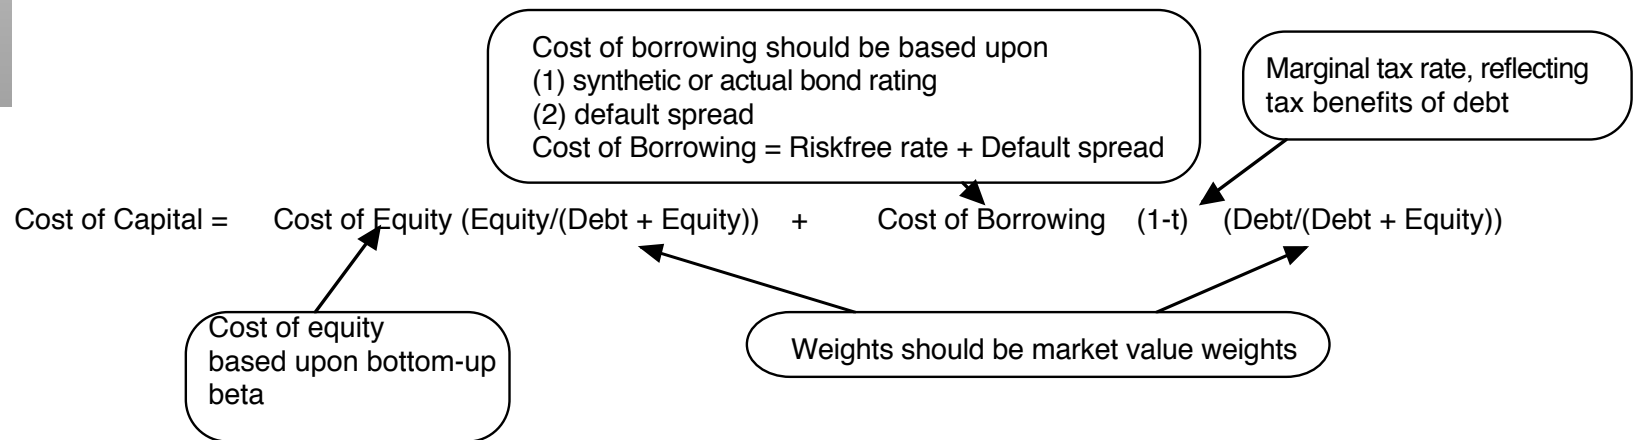 Cost of borrowing should be based upon
(1) synthetic or actual bond rating
(2) default spread
Cost of Borrowing = Riskfree rate + Default spread
Marginal tax rate, reflecting
tax benefits of debt
Cost of Capital = Cost of Equity (Equity/(Debt + Equity)) + Cost of Borrowing (1-t) (Debt/(Debt + Equity))
Cost of equity
based upon bottom-up
beta
Weights should be market value weights